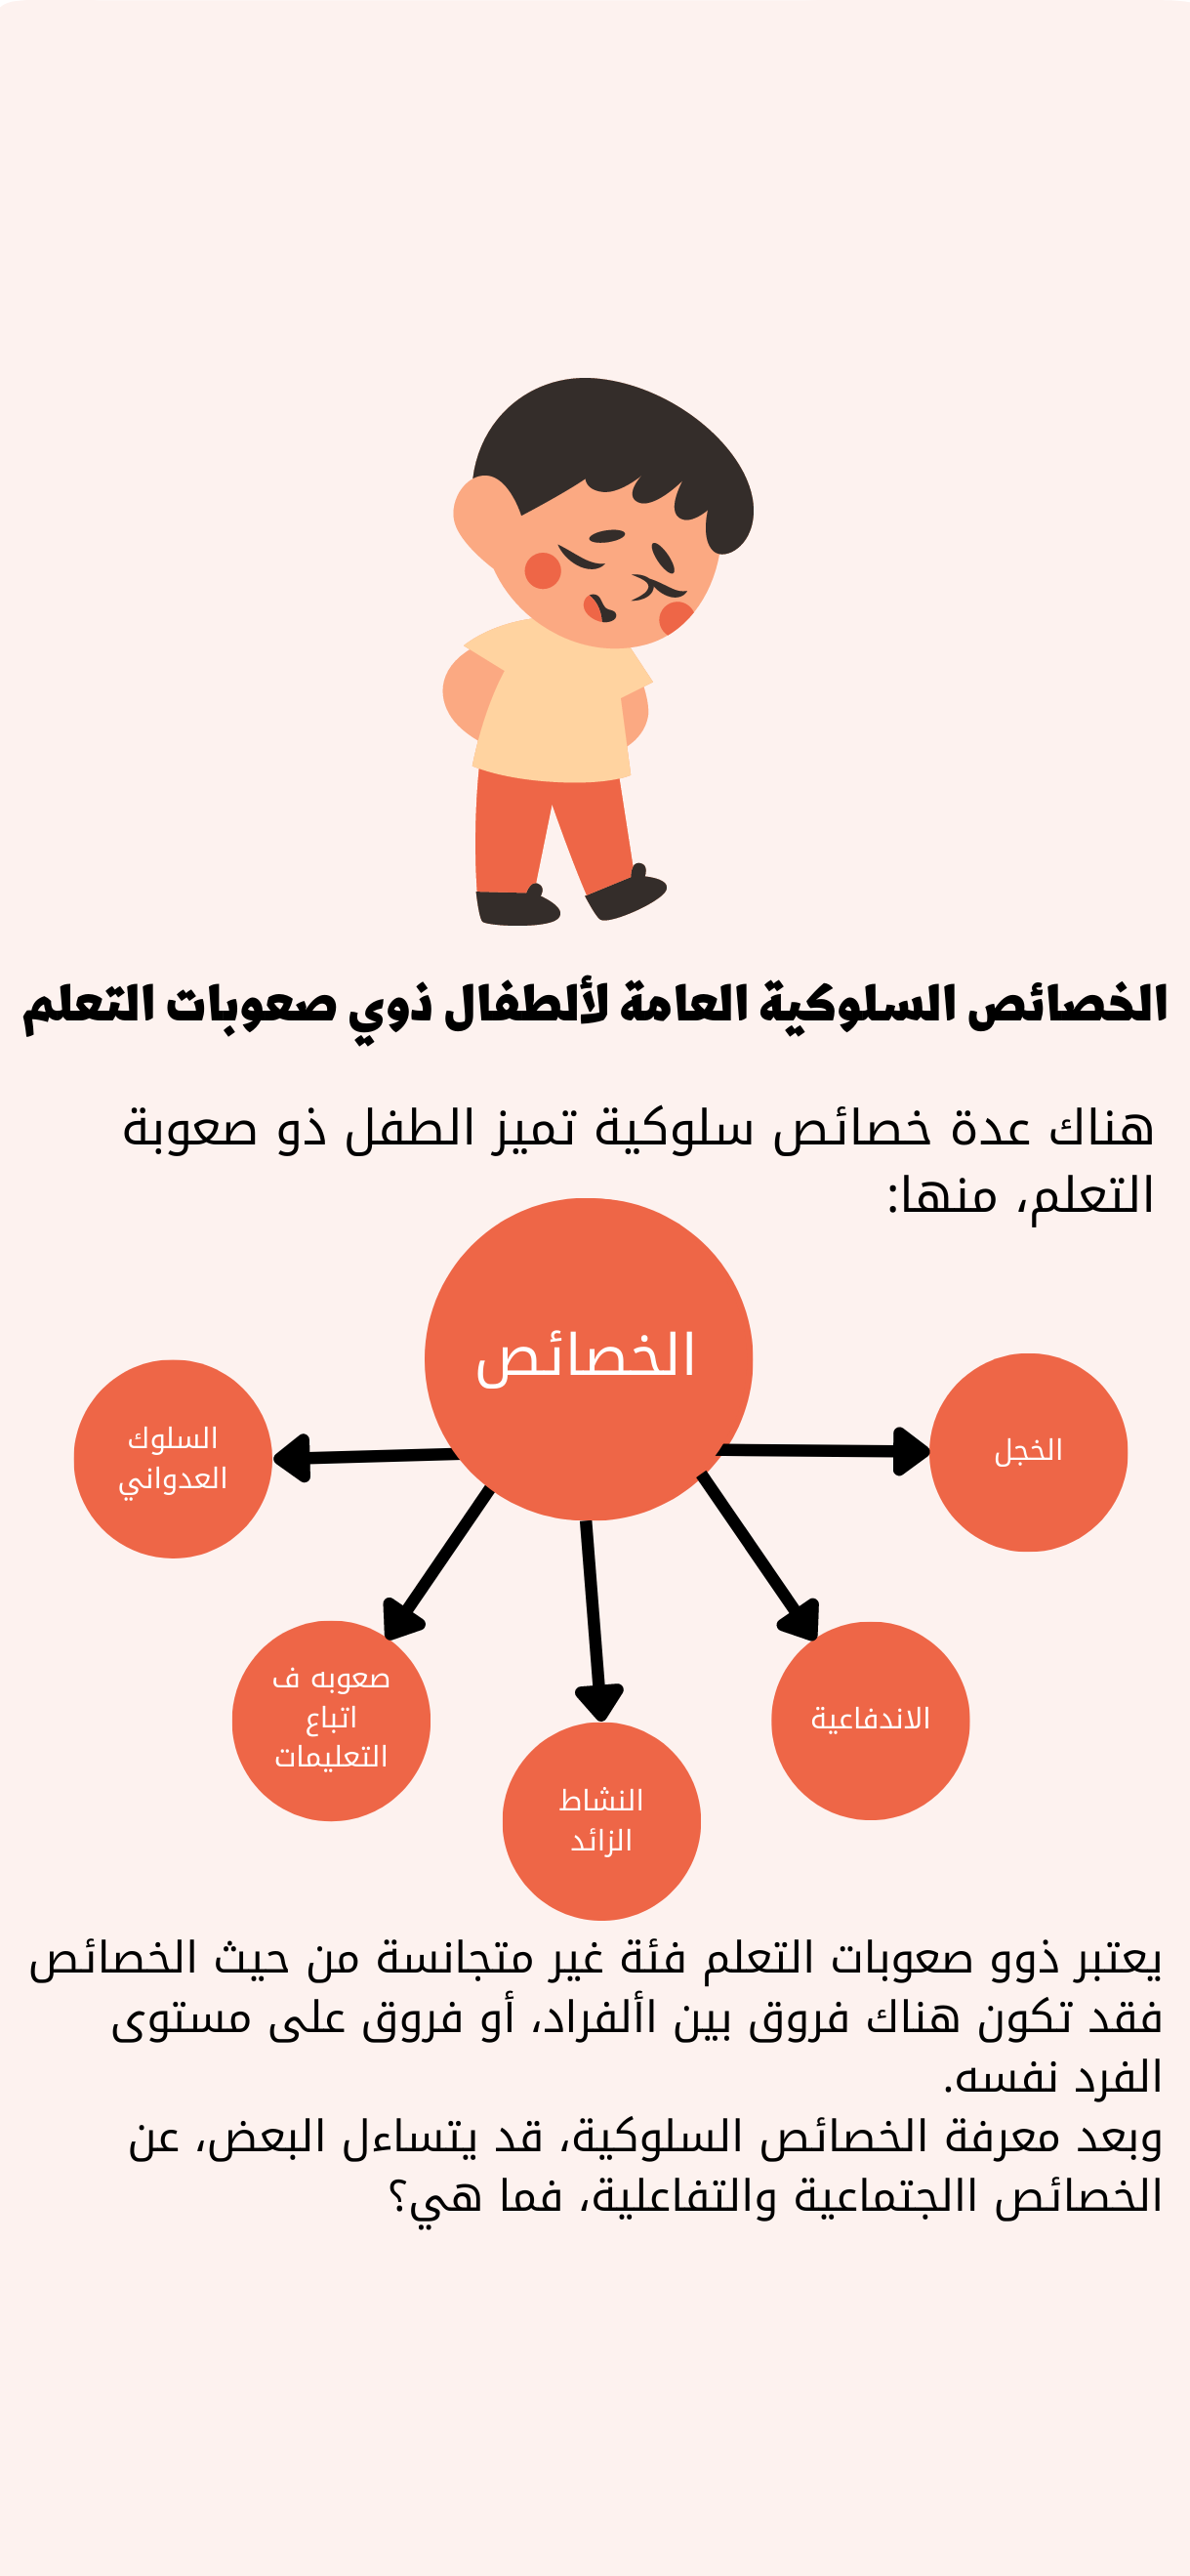 الخصائص السلوكية العامة لألطفال ذوي صعوبات التعلم
هناك عدة خصائص سلوكية تميز الطفل ذو صعوبة
التعلم، منها:
الخصائص
الخجل
السلوك
العدواني
الاندفاعية
صعوبه ف
اتباع
التعليمات
النشاط
الزائد
يعتبر ذوو صعوبات التعلم فئة غير متجانسة من حيث الخصائص
فقد تكون هناك فروق بين األفراد، أو فروق على مستوى
الفرد نفسه.
وبعد معرفة الخصائص السلوكية، قد يتساءل البعض، عن
الخصائص االجتماعية والتفاعلية، فما هي؟